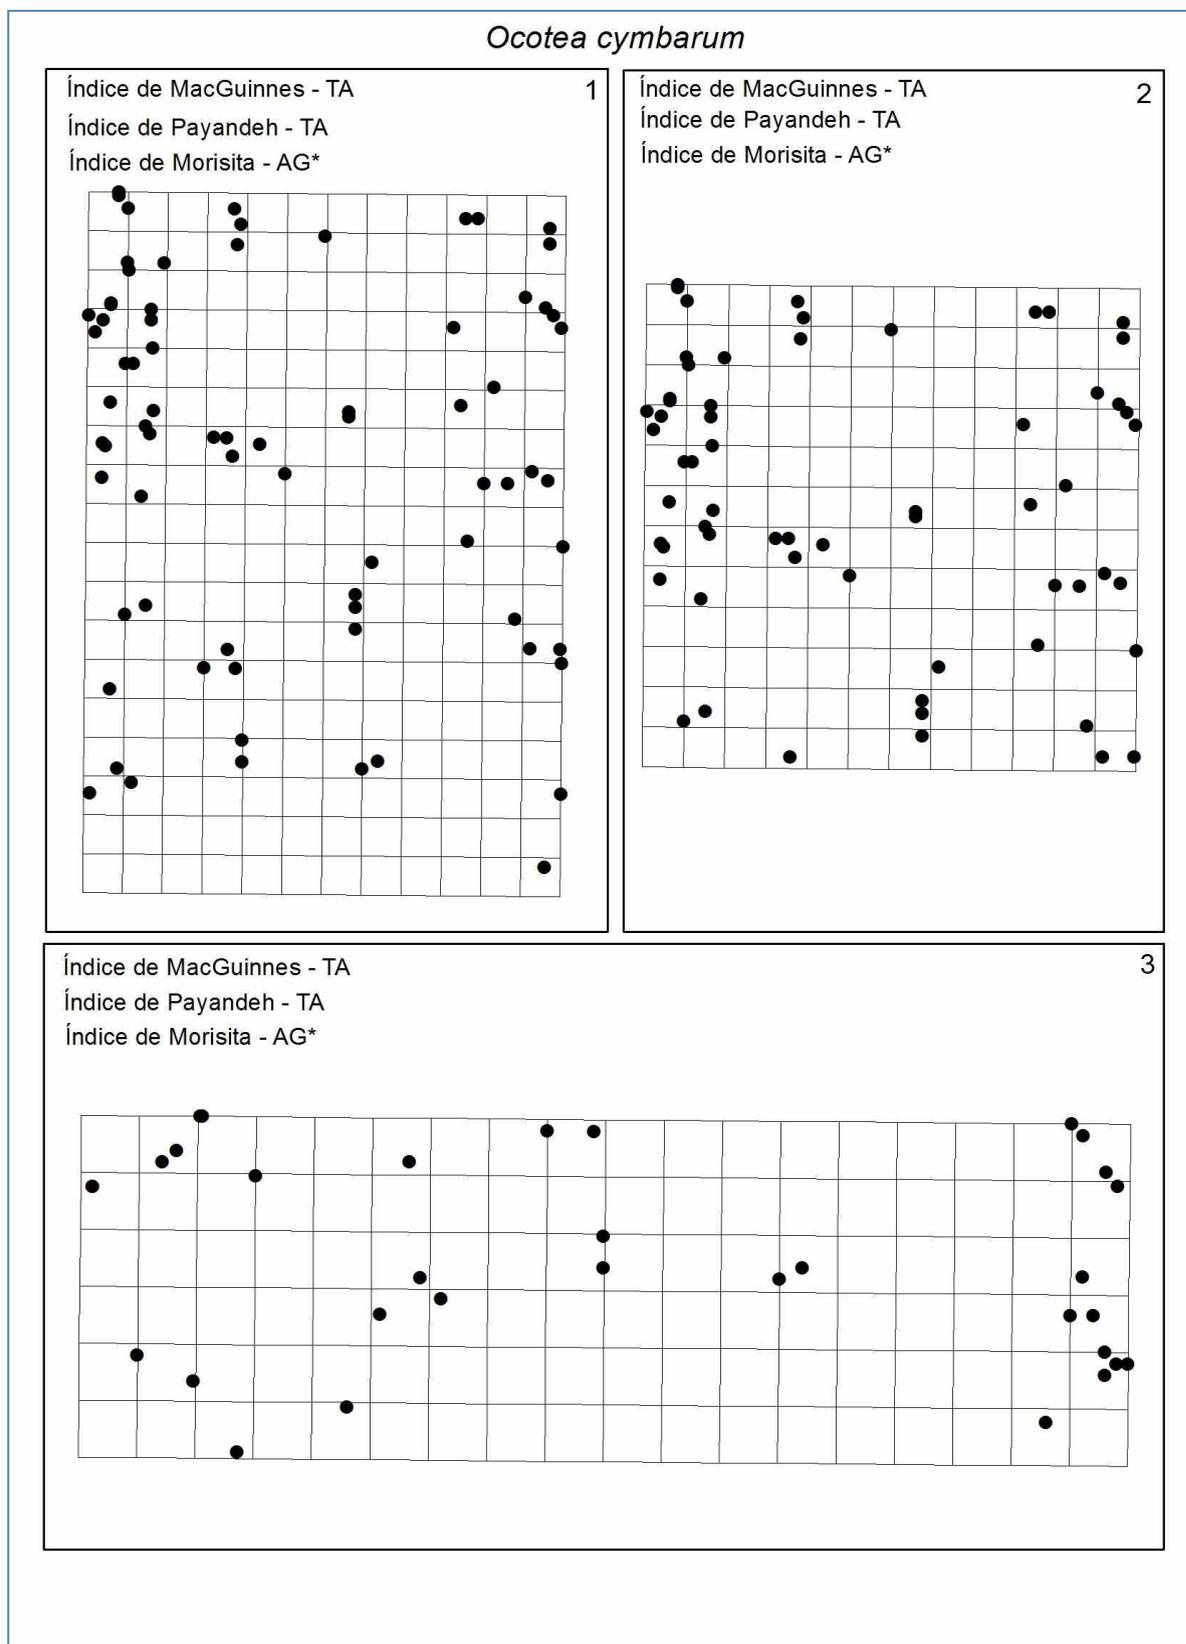 Ocotea cymbarum
Índice de MacGuinnes - TA
1
Índice de Payandeh - TA
Índice de Morisita - AG*
Índice de MacGuinnes - TA
2
Índice de Payandeh - TA
Índice de Morisita - AG*
Índice de MacGuinnes - TA
3
Índice de Payandeh - TA
Índice de Morisita - AG*